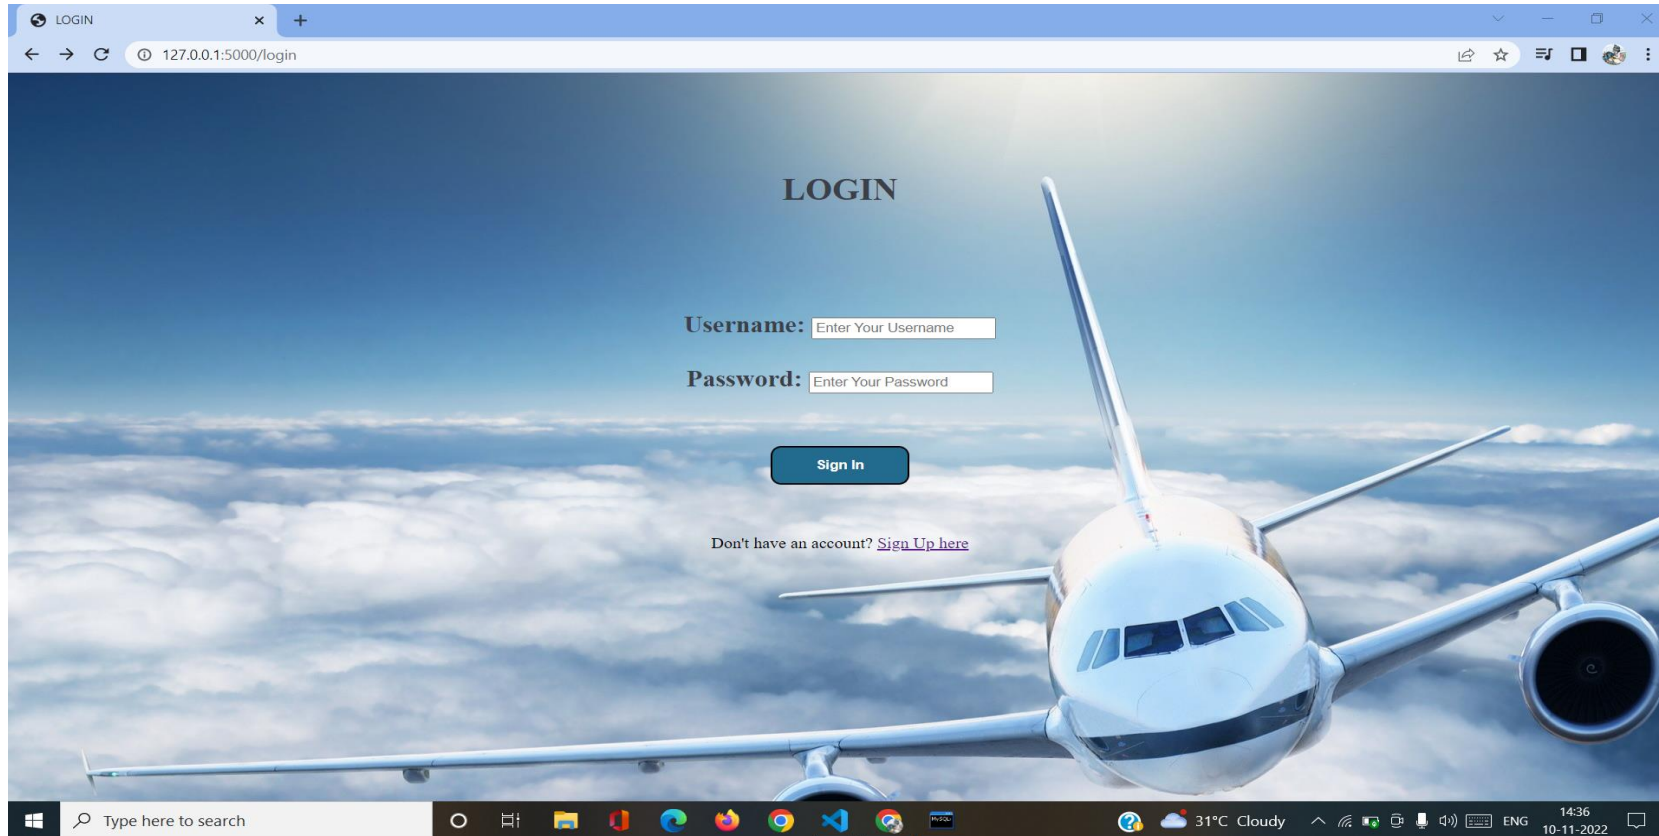 LOGIN
127.0.0.1:5000/login
LOGIN
Username: Enter Your Username
Password: Enter Your Password
Sign In
Don't have an account? Sign Up here
Type here to search
MySQL
31°C Cloudy
ENG
14:36
10-11-2022